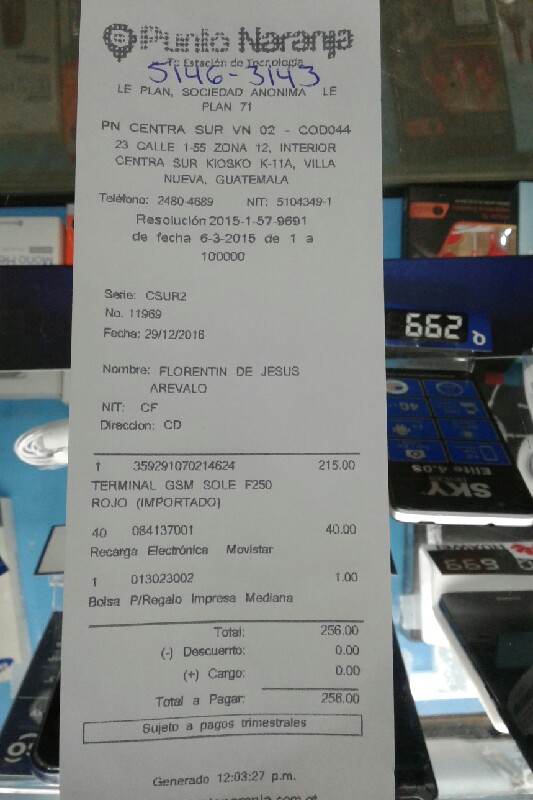 Punto Naranja
Tu Estación de Tecnología
5146-3143
LE PLAN, SOCIEDAD ANONIMA LE
PLAN 71
PN CENTRA SUR VN 02 - COD044
23 CALLE 1-55 ZONA 12, INTERIOR
CENTRA SUR KIOSKO K-11A, VILLA
NUEVA, GUATEMALA
Teléfono: 2480-4689 NIT: 5104349-1
Resolución 2015-1-57-9691
de fecha 6-3-2015 de 1 a
100000
Serie: CSUR2
No. 11969
Fecha: 29/12/2016
Nombre: FLORENTIN DE JESUS
AREVALO
NIT: CF
Direccion: CD
1 359291070214624 215.00
TERMINAL GSM SOLE F250
ROJO (IMPORTADO)
40 084137001 40.00
Recarga Electrónica Movistar
1 013023002 1.00
Bolsa P/Regalo Impresa Mediana
Total: 256.00
(-) Descuento: 0.00
(+) Cargo: 0.00
Total a Pagar: 256.00
Sujeto a pagos trimestrales
Generado 12:03:27 p.m.
662
SKY
Elite 4.0S
4G
699